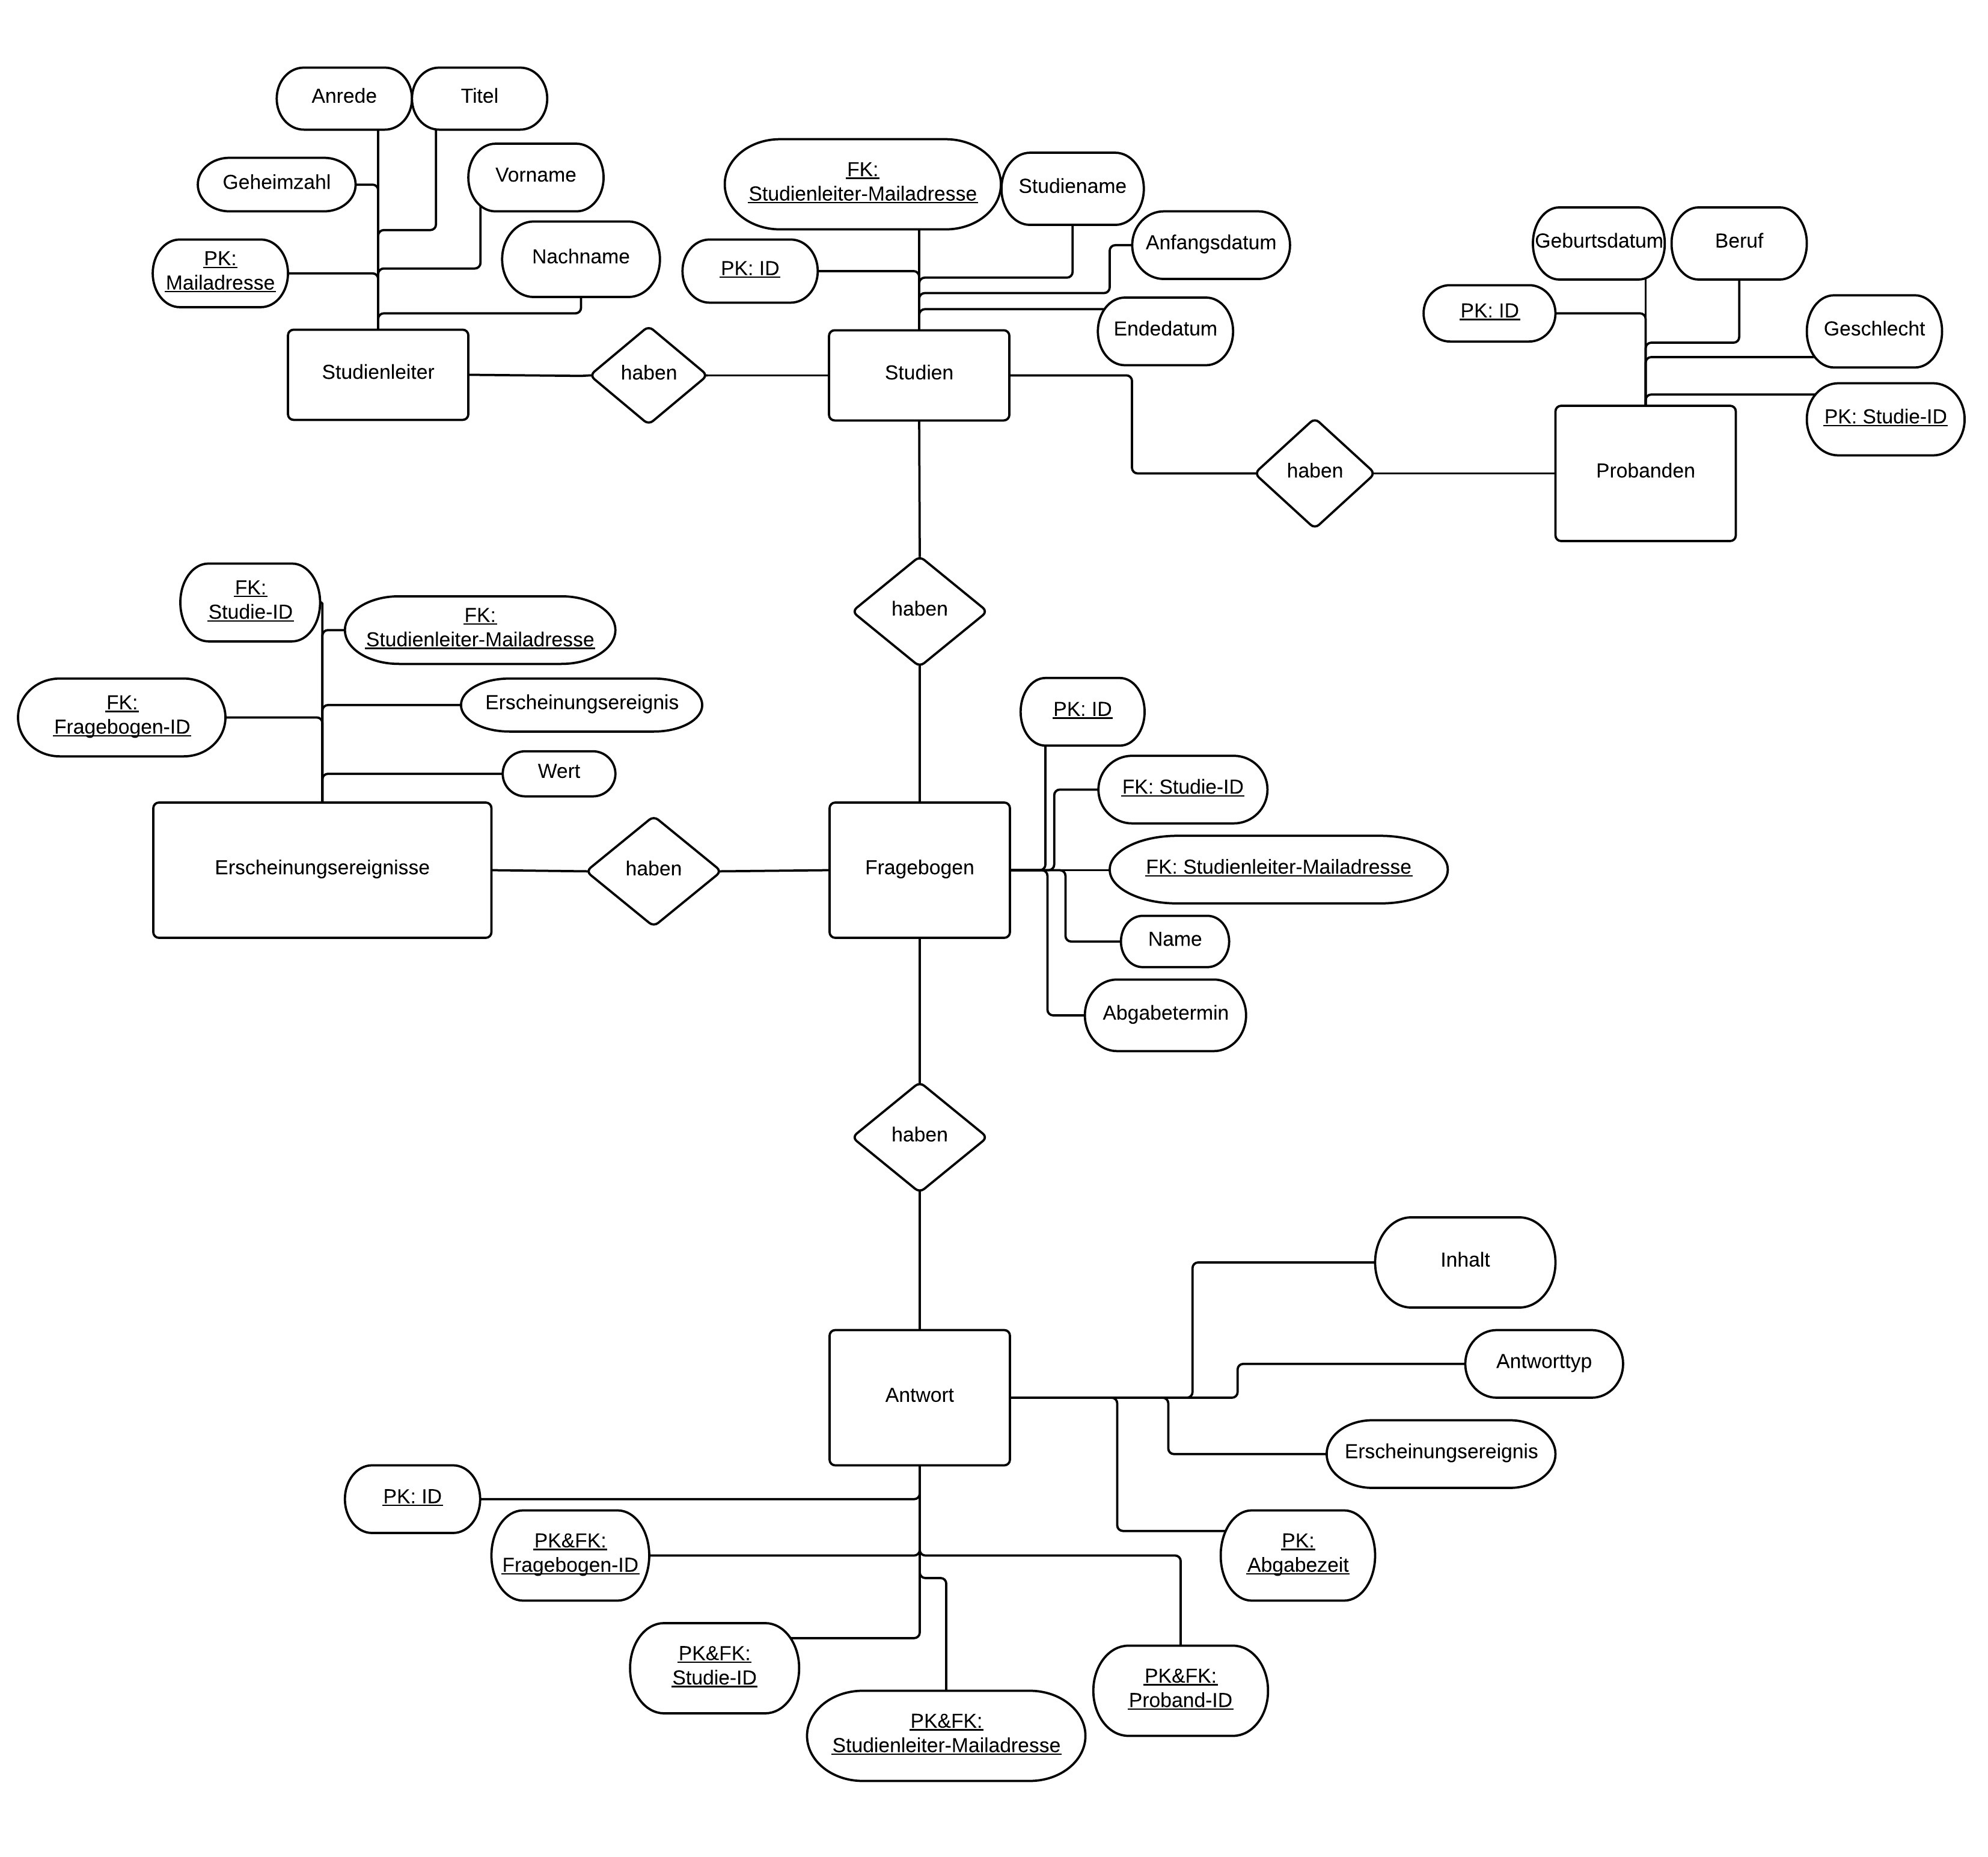 Anrede
Titel
Geheimzahl
Vorname
PK:
Mailadresse
Nachname
Studienleiter
haben
FK:
Studienleiter-Mailadresse
Studiename
PK: ID
Anfangsdatum
Endedatum
Studien
haben
Geburtsdatum
Beruf
PK: ID
Geschlecht
PK: Studie-ID
Probanden
haben
FK:
Studie-ID
FK:
Studienleiter-Mailadresse
FK:
Fragebogen-ID
Erscheinungsereignis
Wert
Erscheinungsereignisse
haben
Fragebogen
PK: ID
FK: Studie-ID
FK: Studienleiter-Mailadresse
Name
Abgabetermin
haben
Antwort
Inhalt
Antworttyp
Erscheinungsereignis
PK:
Abgabezeit
PK: ID
PK&FK:
Fragebogen-ID
PK&FK:
Studie-ID
PK&FK:
Studienleiter-Mailadresse
PK&FK:
Proband-ID